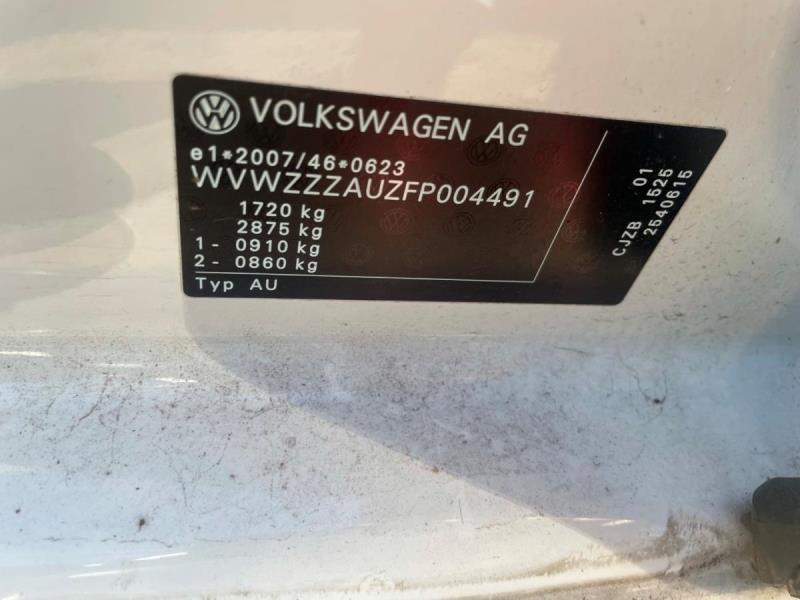 VOLKSWAGEN AG
e1*2007/46*0623
WVWZZZAUZFP004491
1720 kg
2875 kg
1- 0910 kg
2- 0860 kg
Typ AU
CJZB 01
1525
2540615